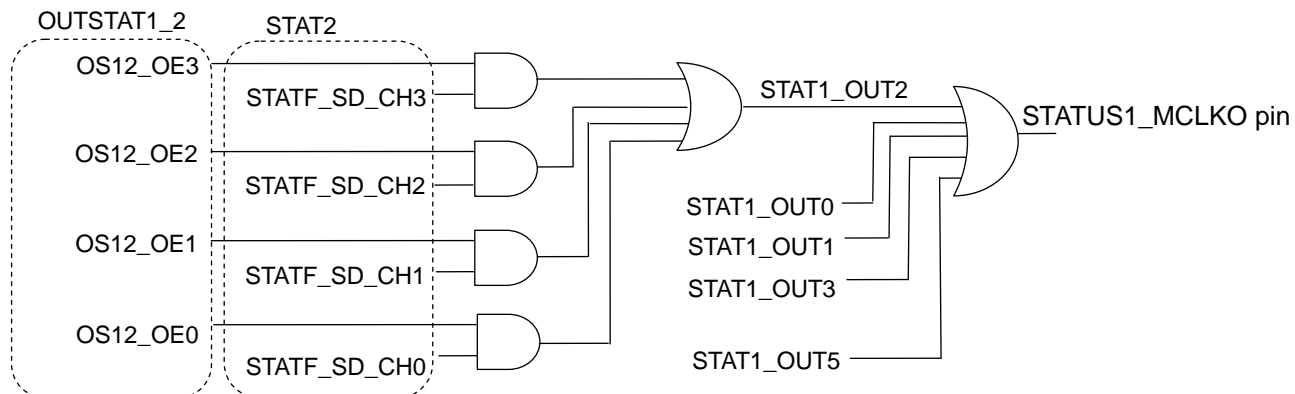 OUTSTAT1_2
STAT2
OS12_OE3
STATF_SD_CH3
OS12_OE2
STATF_SD_CH2
OS12_OE1
STATF_SD_CH1
OS12_OE0
STATF_SD_CH0
STAT1_OUT2
STATUS1_MCLKO pin
STAT1_OUT0
STAT1_OUT1
STAT1_OUT3
STAT1_OUT5